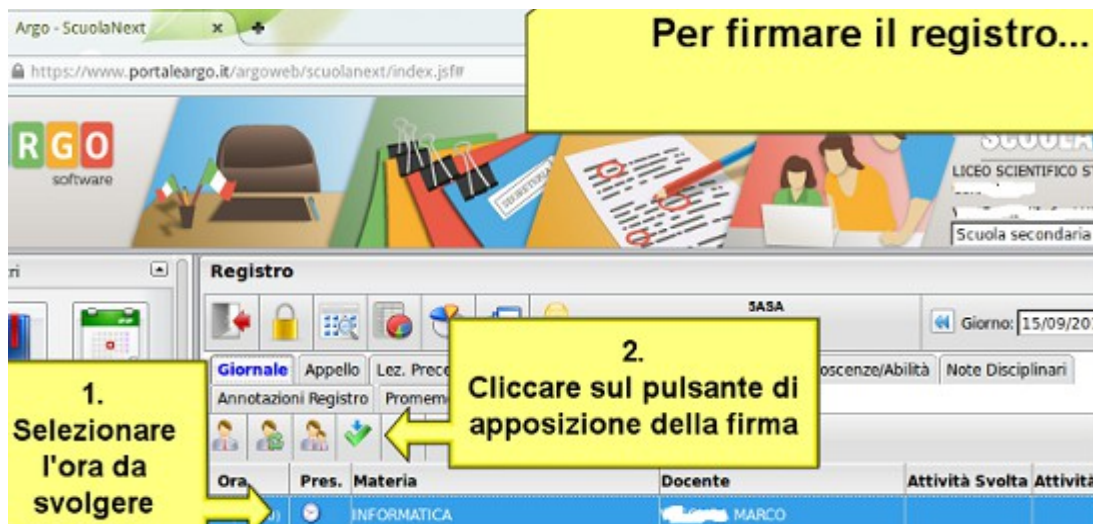 Argo - ScuolaNext
Per firmare il registro...
https://www.portaleargo.it/argoweb/scuolanext/index.jsf#
RGO
software
SEGRETERIA
LICEO SCIENTIFICO
Scuola secondaria
Registro
5ASA
Giorno: 15/09/201
Giornale Appello Lez. Prece oscenze/Abilità Note Disciplinari
Annotazioni Registro Promem
1.
Selezionare
l'ora da
svolgere
2.
Cliccare sul pulsante di
apposizione della firma
Ora Pres. Materia Docente Attività Svolta Attività
INFORMATICA MARCO